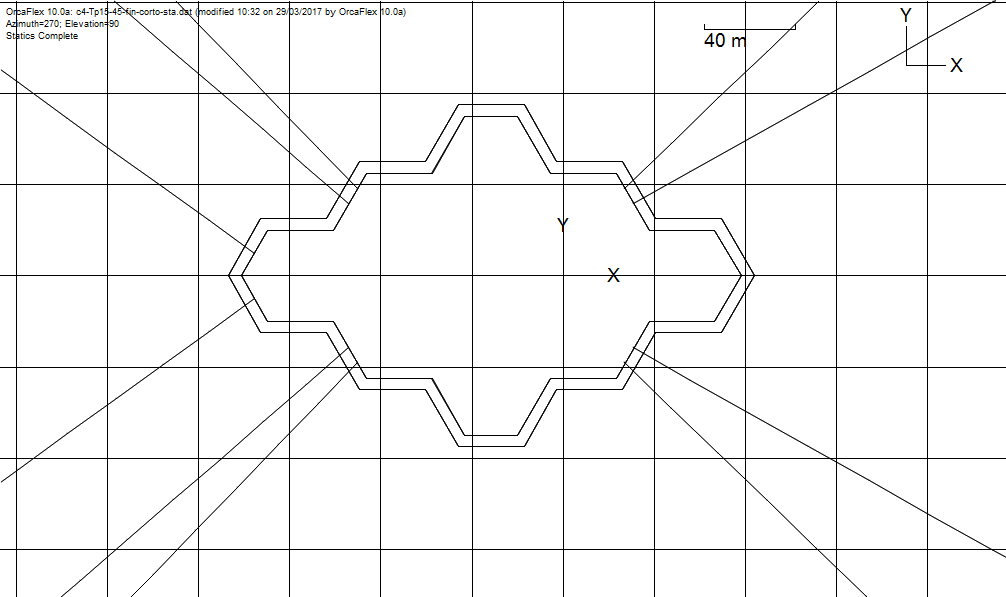 OrcaFlex 10.0a: c4-Tp15-45-fin-corto-sta.dat (modified 10:32 on 29/03/2017 by OrcaFlex 10.0a)
Azimuth=270; Elevation=90
Statics Complete
40 m
Y
X
Y
X